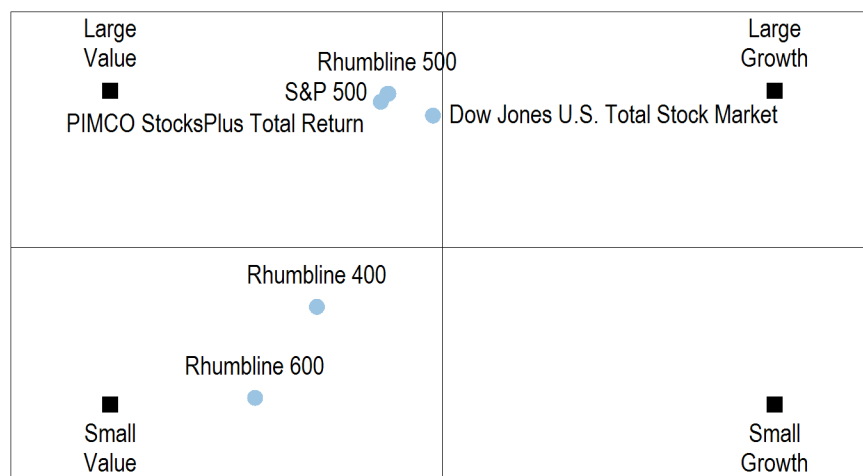 Large
Value
Large
Growth
Rhumbline 500
S&P 500
PIMCO StocksPlus Total Return
Dow Jones U.S. Total Stock Market
Rhumbline 400
Rhumbline 600
Small
Value
Small
Growth